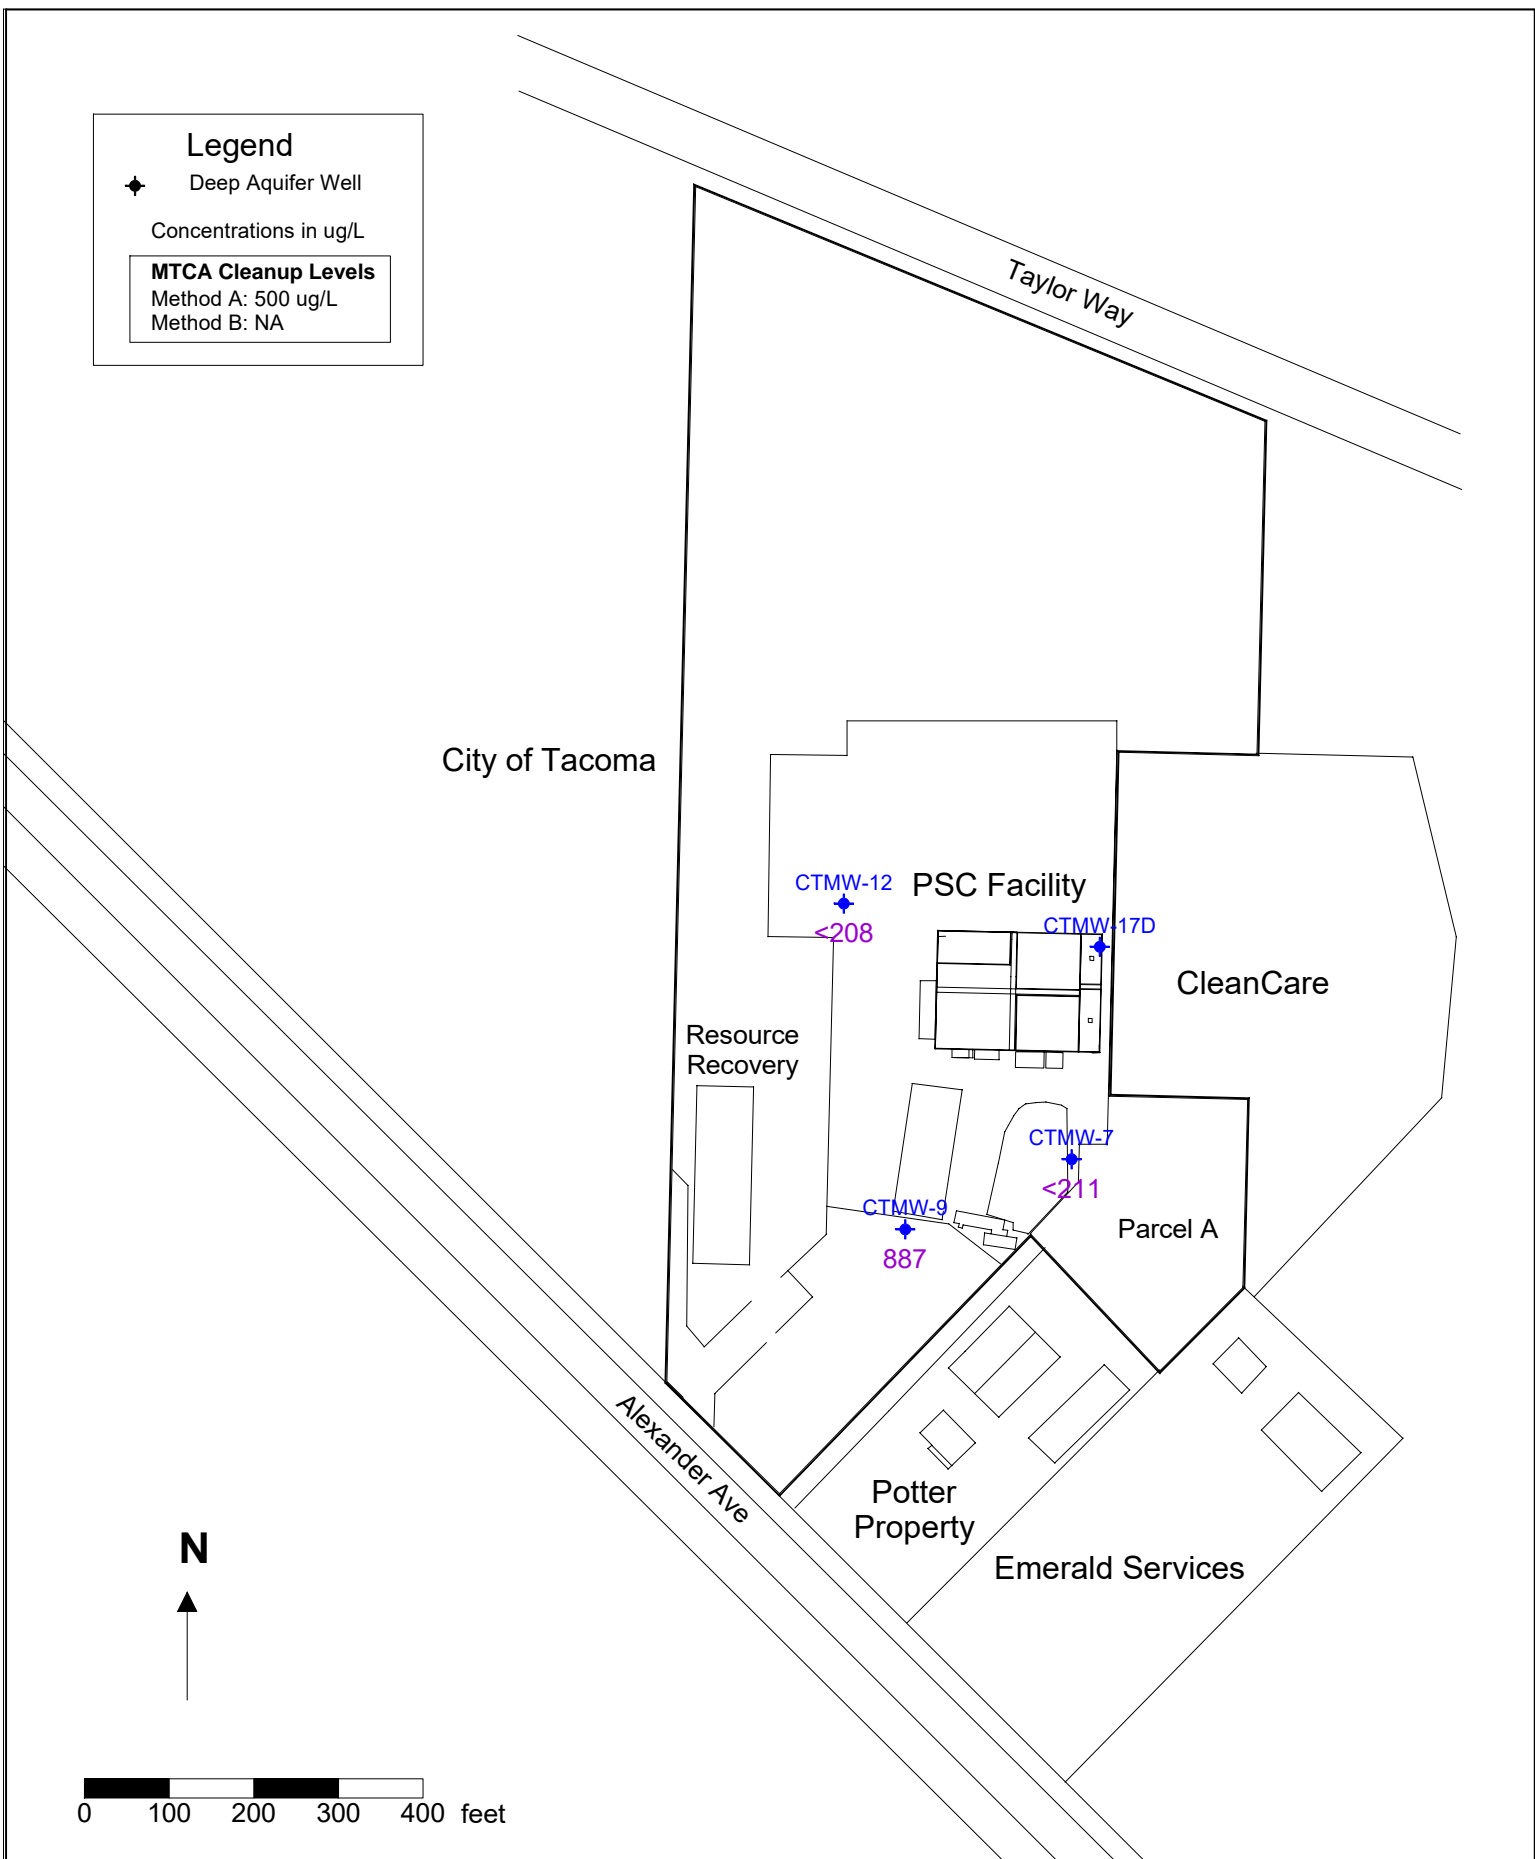 Legend
Deep Aquifer Well
Concentrations in ug/L
MTCA Cleanup Levels
Method A: 500 ug/L
Method B: NA
Taylor Way
City of Tacoma
CTMW-12
PSC Facility
<208
CTMW-17D
CleanCare
Resource
Recovery
CTMW-7
<211
CTMW-9
887
Parcel A
Alexander Ave
Potter
Property
Emerald Services
N
0 100 200 300 400 feet